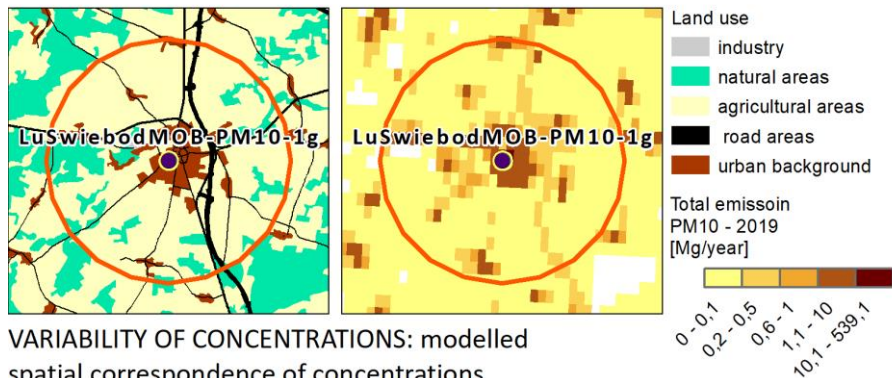 LuSwiebodMOB-PM10-1g
LuSwiebodMOB-PM10-1g
Land use
industry
natural areas
agricultural areas
road areas
urban background
Total emissoin
PM10 - 2019
[Mg/year]
0 - 0,1
0,2 - 0,5
0,6 - 1
1,1 - 10
10,1 - 539,1
VARIABILITY OF CONCENTRATIONS: modelled
spatial correspondence of concentrations